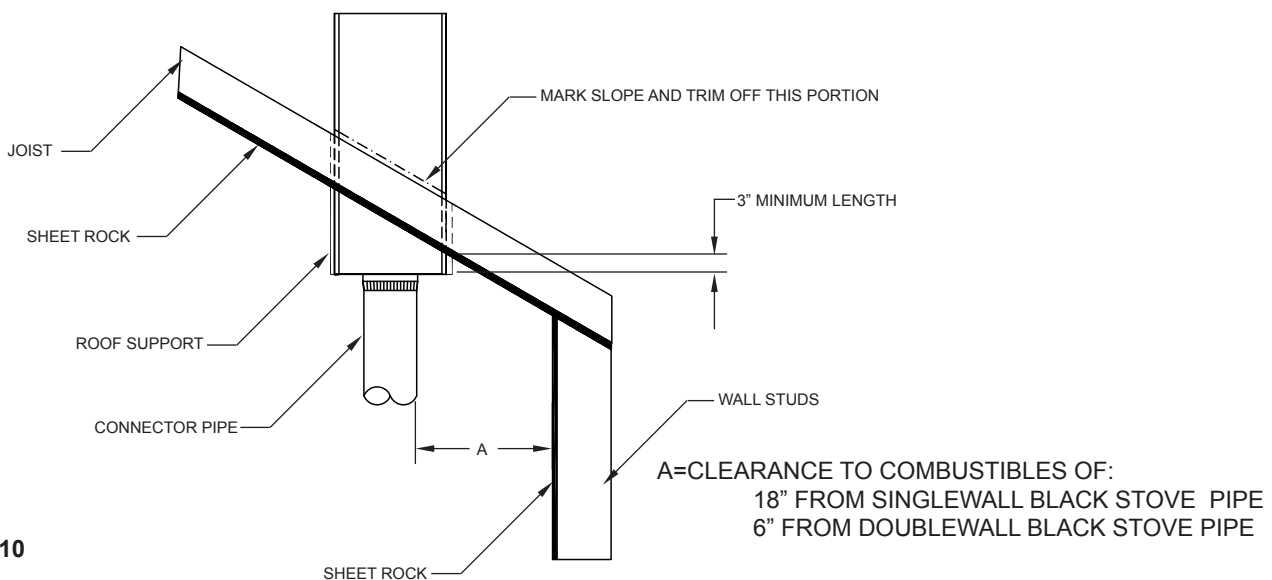 MARK SLOPE AND TRIM OFF THIS PORTION
JOIST
3” MINIMUM LENGTH
SHEET ROCK
ROOF SUPPORT
WALL STUDS
CONNECTOR PIPE
A
A=CLEARANCE TO COMBUSTIBLES OF:
18” FROM SINGLEWALL BLACK STOVE PIPE
6” FROM DOUBLEWALL BLACK STOVE PIPE
10
SHEET ROCK